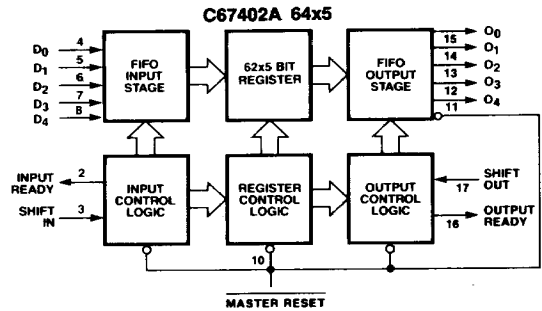 C67402A 64x5
D0 4
D1 5
D2 6
D3 7
D4 8
FIFO
INPUT
STAGE
62x5 BIT
REGISTER
FIFO
OUTPUT
STAGE
15 O0
14 O1
13 O2
12 O3
11 O4
INPUT
READY
2
SHIFT
IN
3
INPUT
CONTROL
LOGIC
REGISTER
CONTROL
LOGIC
OUTPUT
CONTROL
LOGIC
17
SHIFT
OUT
16
OUTPUT
READY
10
MASTER RESET